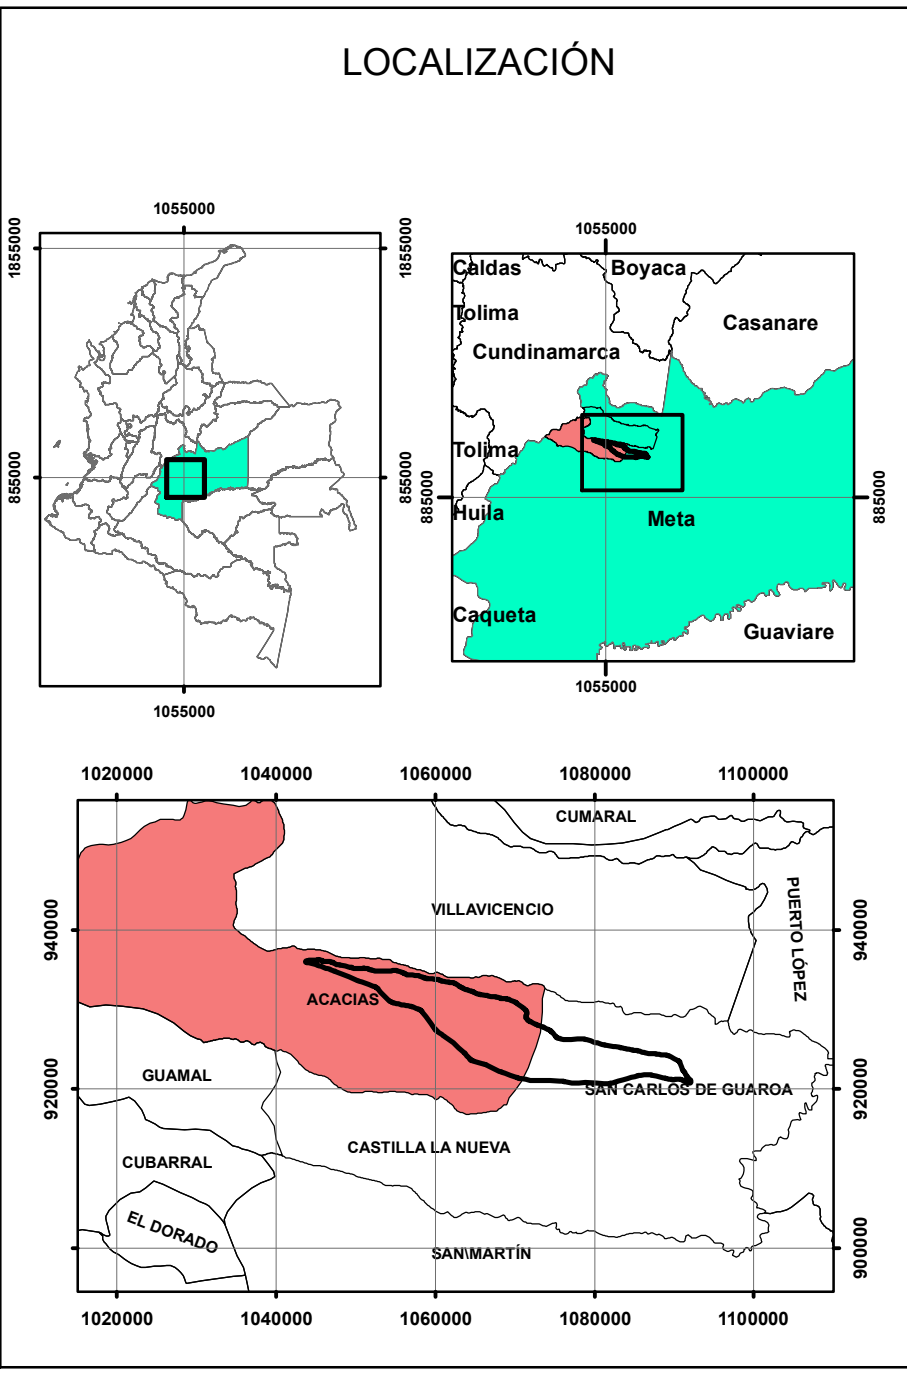 LOCALIZACIÓN
1055000
1855000
1855000
855000
855000
1055000
1055000
Caldas
Boyaca
Tolima
Casanare
Cundinamarca
Tolima
885000
885000
Huila
Meta
Caqueta
Guaviare
1055000
1020000 1040000 1060000 1080000 1100000
CUMARAL
VILLAVICENCIO
PUERTO LÓPEZ
940000
940000
ACACIAS
GUAMAL
920000
920000
SAN CARLOS DE GUAROA
CASTILLA LA NUEVA
CUBARRAL
EL DORADO
SAN MARTÍN
900000
900000
1020000 1040000 1060000 1080000 1100000